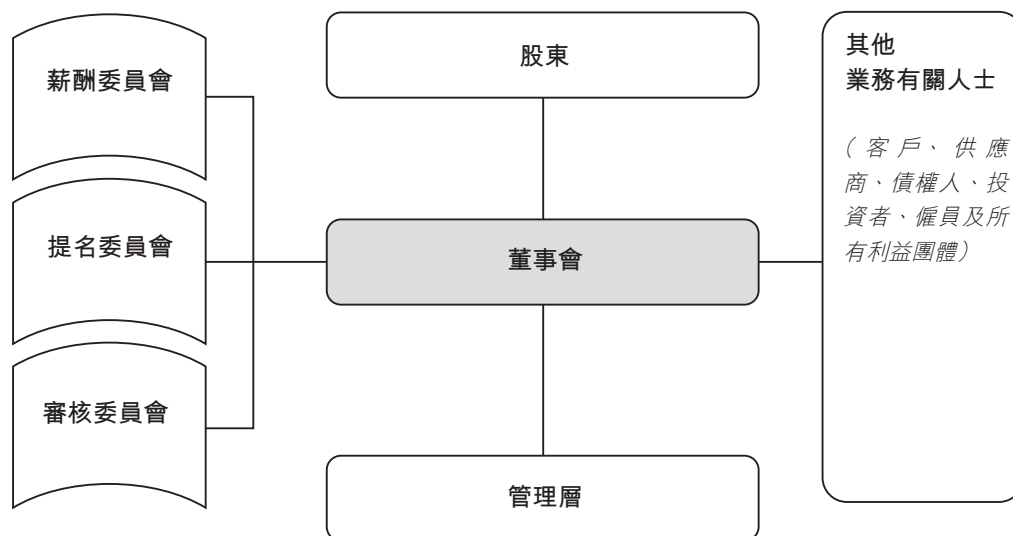 薪酬委員會
提名委員會
審核委員會
股東
董事會
管理層
其他
業務有關人士
（客戶、供應
商、債權人、投
資者、僱員及所
有利益團體）